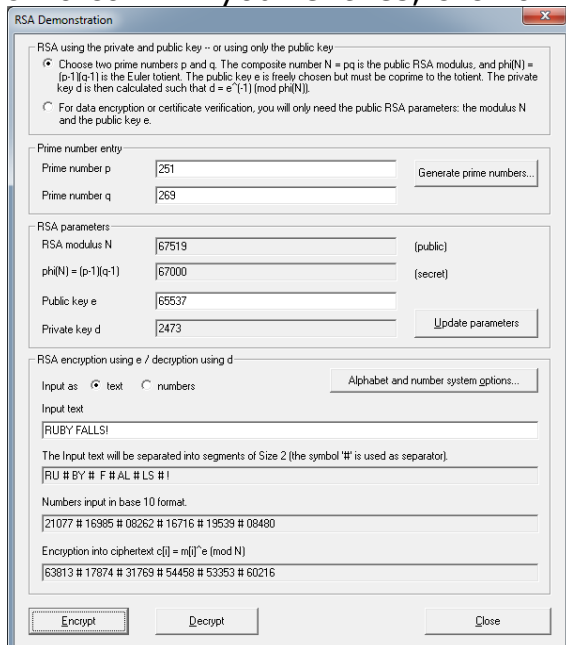 RSA Demonstration
RSA using the private and public key -- or using only the public key
Choose two prime numbers p and q. The composite number N = pq is the public RSA modulus, and phi(N) =
(p-1)(q-1) is the Euler totient. The public key e is freely chosen but must be coprime to the totient. The private
key d is then calculated such that d = e^(-1) (mod phi(N)).
For data encryption or certificate verification, you will only need the public RSA parameters: the modulus N
and the public key e.
Prime number entry
Prime number p 251 Generate prime numbers...
Prime number q 269
RSA parameters
RSA modulus N 67519 (public)
phi(N) = (p-1)(q-1) 67000 (secret)
Public key e 65537
Private key d 2473 Update parameters
RSA encryption using e / decryption using d
Input as text numbers Alphabet and number system options...
Input text
RUBY FALLS!
The Input text will be separated into segments of Size 2 (the symbol '#' is used as separator).
RU # BY # F # AL # LS # !
Numbers input in base 10 format.
21077 # 16985 # 08262 # 16716 # 19539 # 08480
Encryption into ciphertext c[i] = m[i]^e (mod N)
63813 # 17874 # 31769 # 54458 # 53353 # 60216
Encrypt Decrypt Close